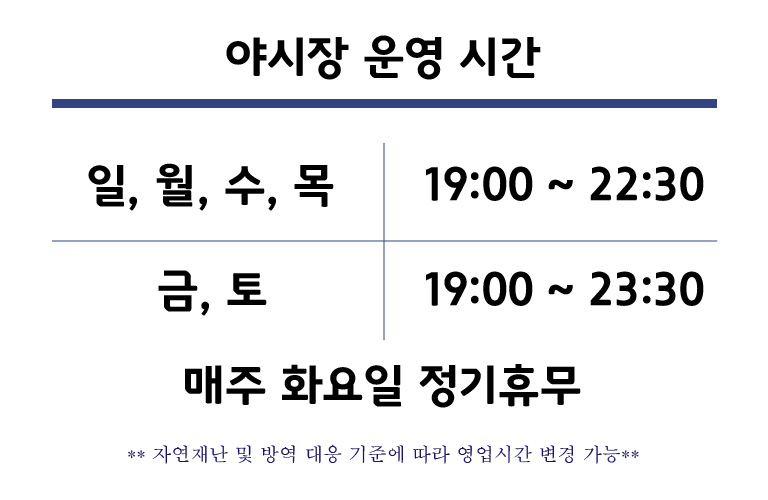 야시장 운영 시간
일, 월, 수, 목 19:00 ~ 22:30
금, 토 19:00 ~ 23:30
매주 화요일 정기휴무
** 자연재난 및 방역 대응 기준에 따라 영업시간 변경 가능**